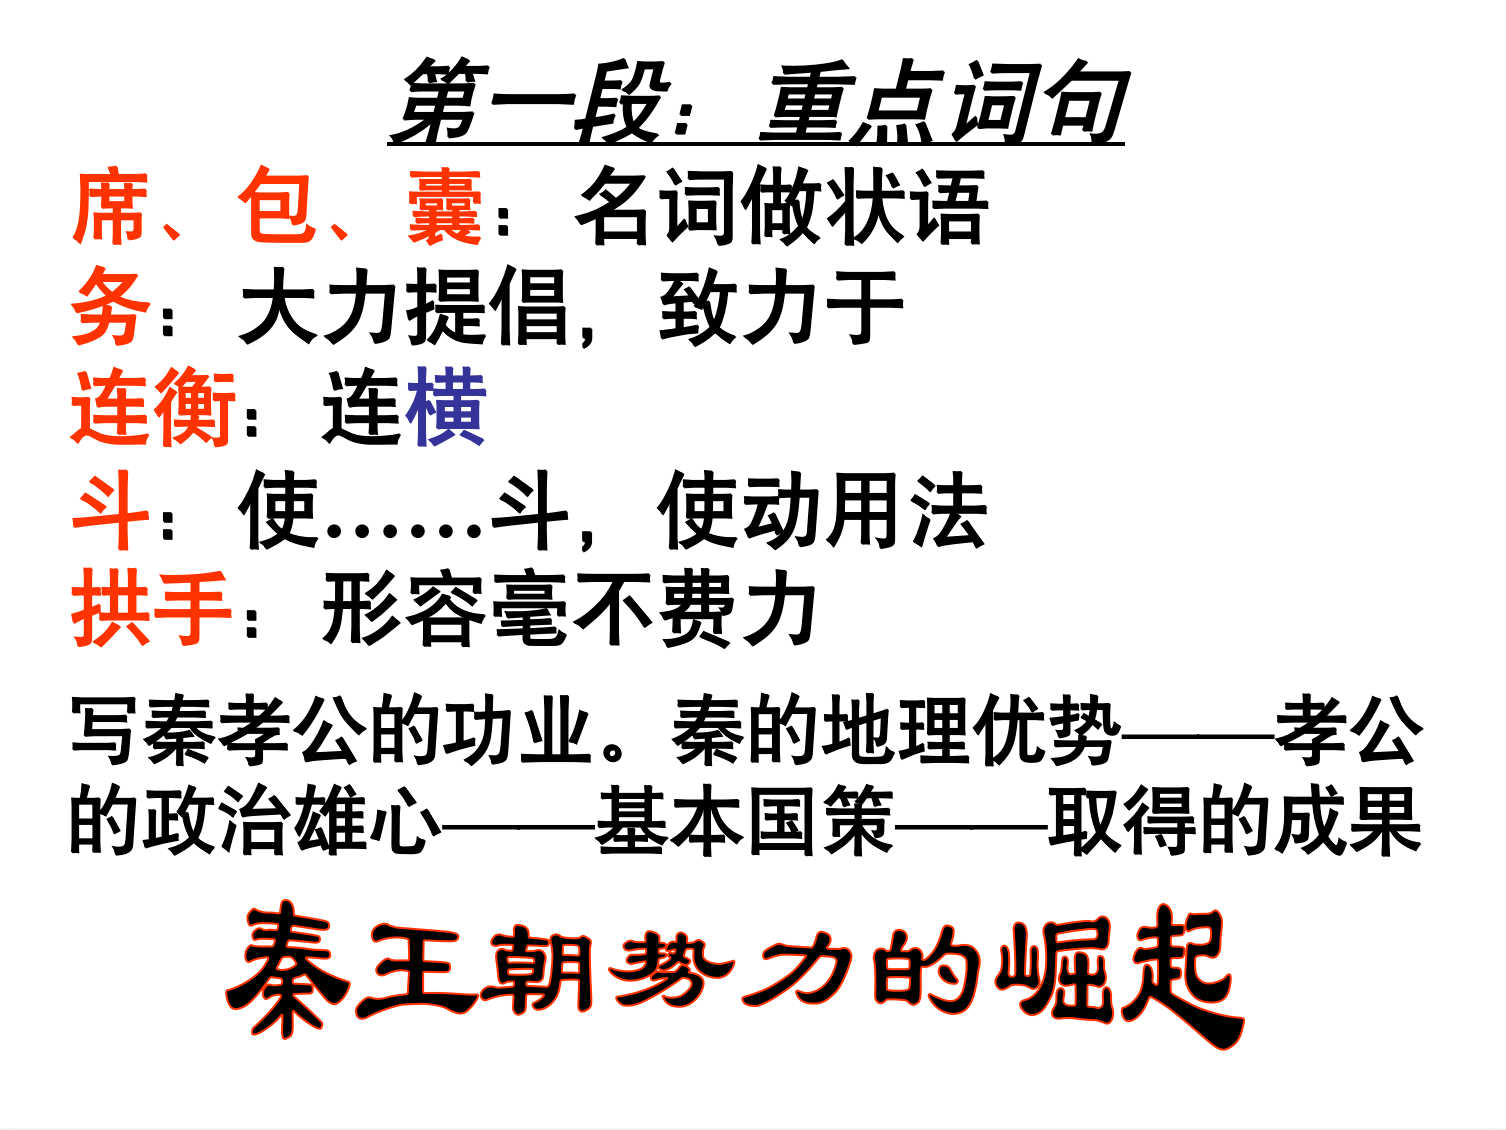 第一段：重点词句
席、包、囊：名词做状语
务：大力提倡，致力于
连衡：连横
斗：使……斗，使动用法
拱手：形容毫不费力
写秦孝公的功业。秦的地理优势——孝公
的政治雄心——基本国策——取得的成果
秦王朝势力的崛起